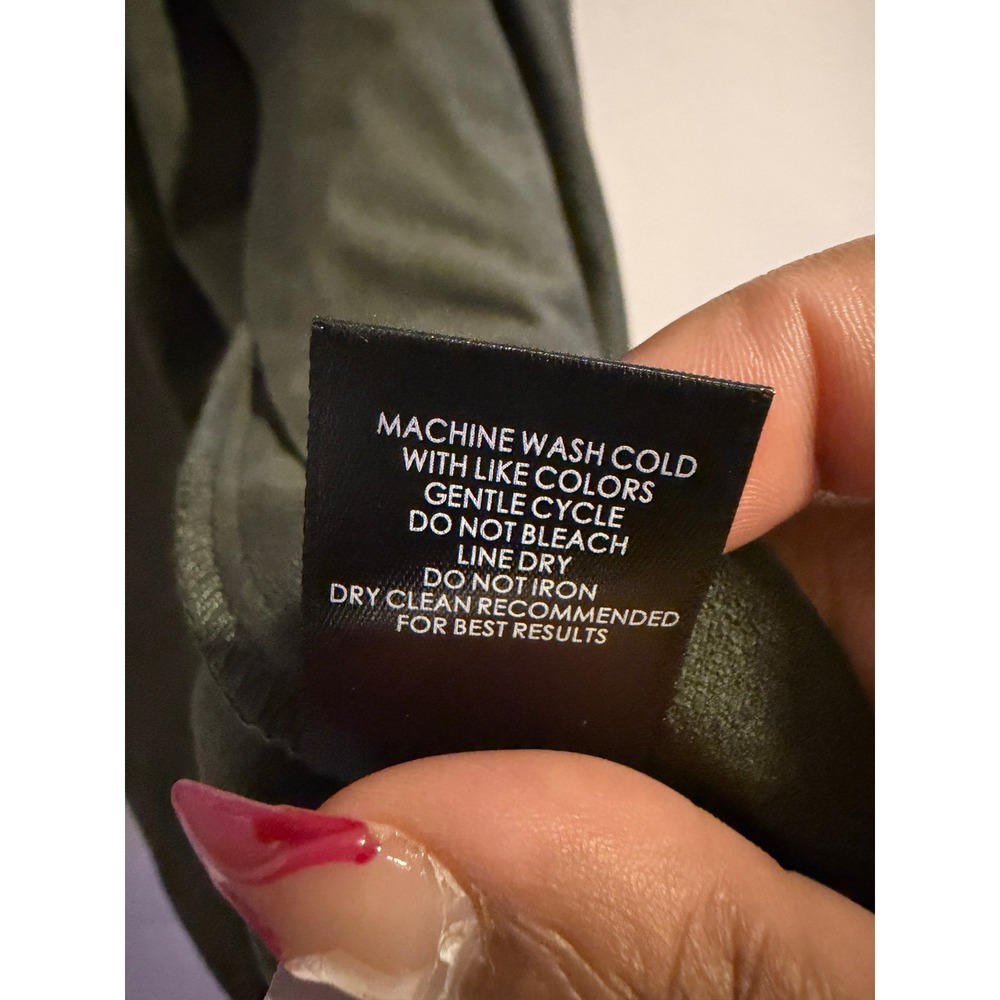 MACHINE WASH COLD
WITH LIKE COLORS
GENTLE CYCLE
DO NOT BLEACH
LINE DRY
DO NOT IRON
DRY CLEAN RECOMMENDED
FOR BEST RESULTS